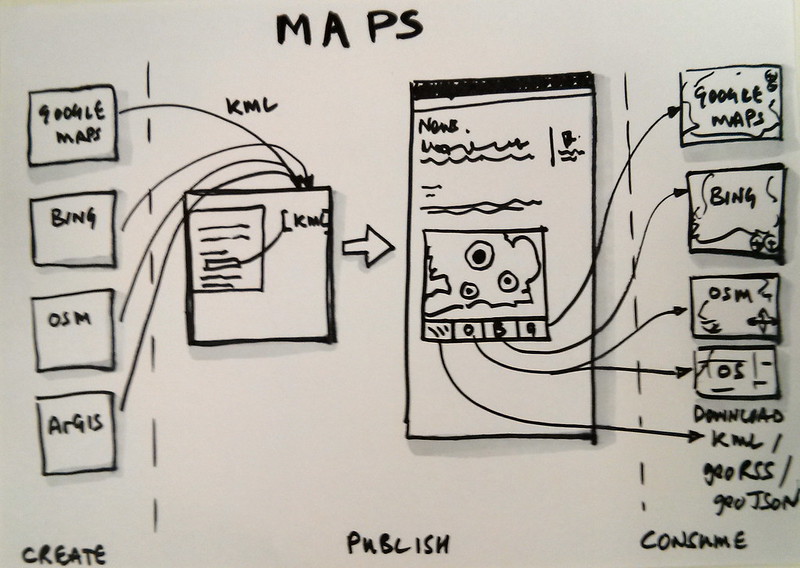 MAPS
GOOGLE
MAPS
BING
OSM
ArGIS
KML
[KML]
News.
B.
O
B
G
GOOGLE
MAPS
BING
OSM
OS
DOWNLOAD
KML /
geoRSS /
geoJSON
CREATE
PUBLISH
CONSUME